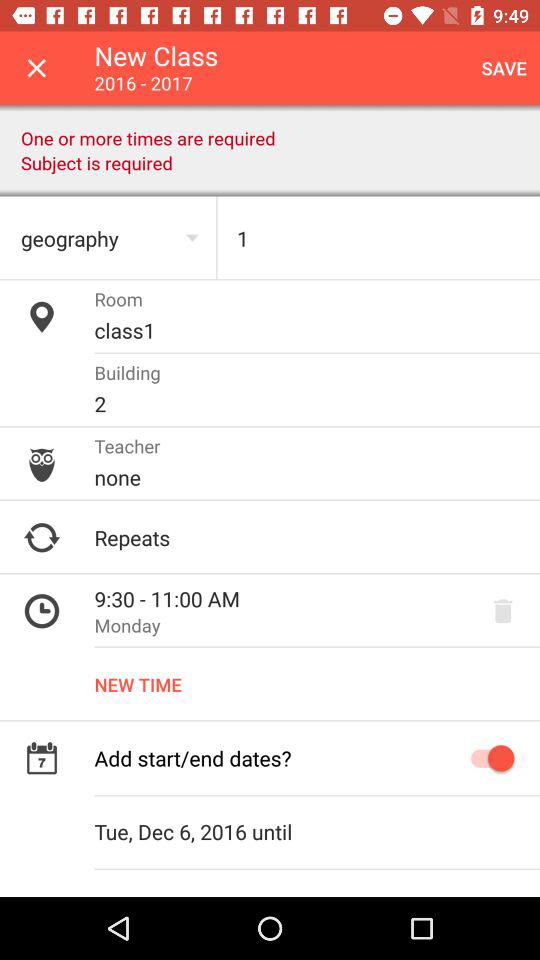 9:49
New Class
2016 - 2017
SAVE
One or more times are required
Subject is required
geography
1
Room
class1
Building
2
Teacher
none
Repeats
9:30 - 11:00 AM
Monday
NEW TIME
7
Add start/end dates?
Tue, Dec 6, 2016 until